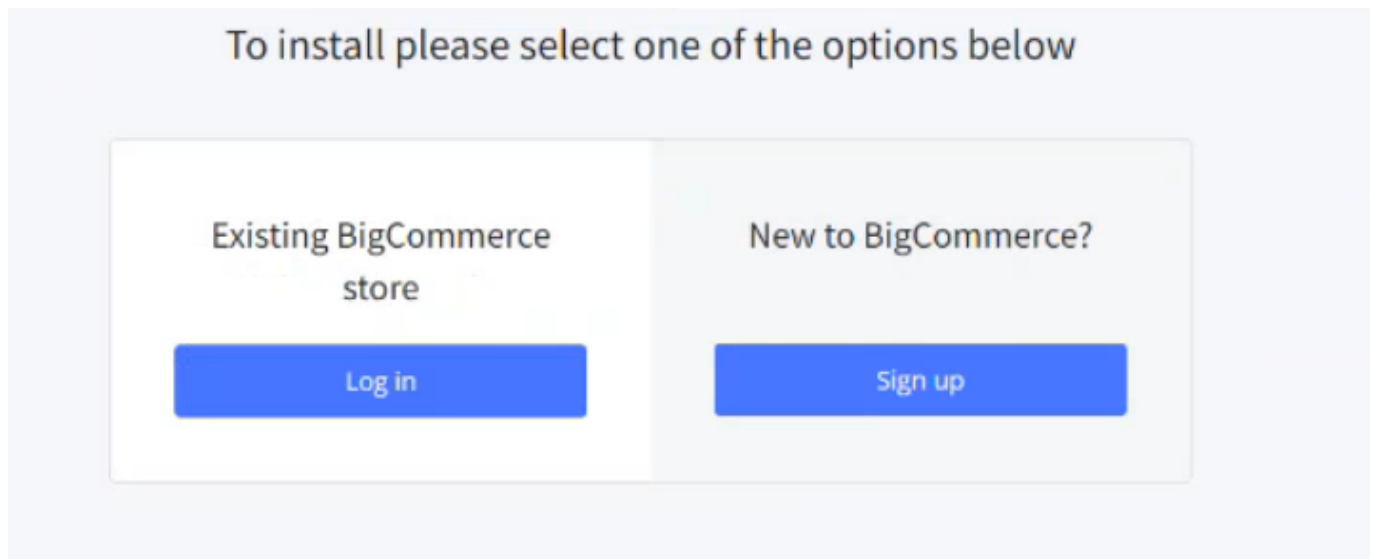 To install please select one of the options below
Existing BigCommerce
store
Log in
New to BigCommerce?
Sign up